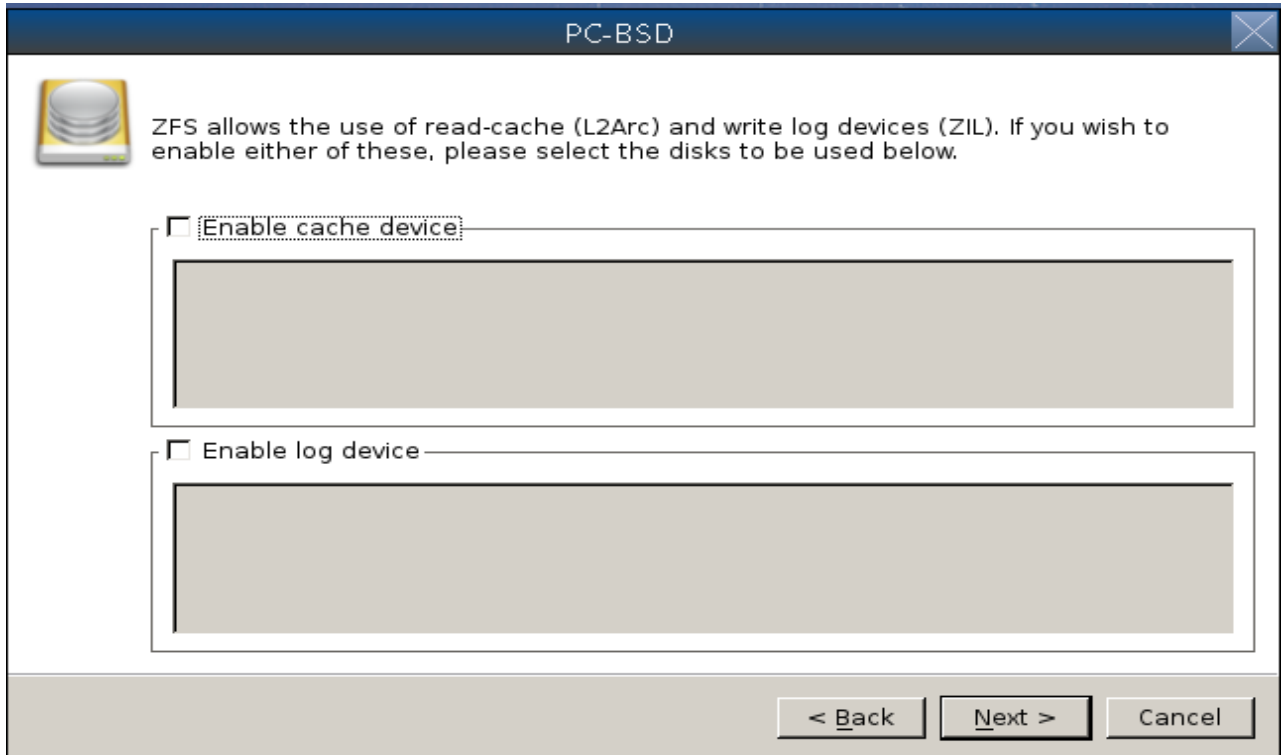 PC-BSD
ZFS allows the use of read-cache (L2Arc) and write log devices (ZIL). If you wish to
enable either of these, please select the disks to be used below.
Enable cache device
Enable log device
< Back
Next >
Cancel